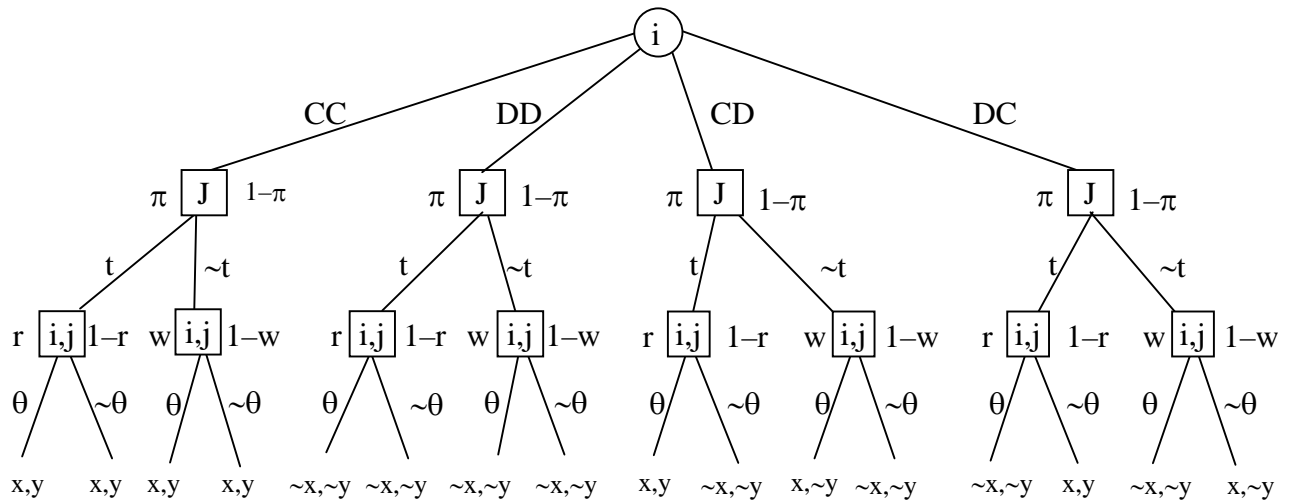 i
CC DD CD DC
π J 1–π π J 1–π π J 1–π π J 1–π
t ~t t ~t t ~t t ~t
r i,j 1–r w i,j 1–w r i,j 1–r w i,j 1–w r i,j 1–r w i,j 1–w r i,j 1–r w i,j 1–w
θ ~θ θ ~θ θ ~θ θ ~θ θ ~θ θ ~θ θ ~θ θ ~θ
x,y x,y x,y x,y ~x,~y ~x,~y ~x,~y ~x,~y x,y ~x,~y x,~y ~x,~y ~x,~y x,y ~x,~y x,~y